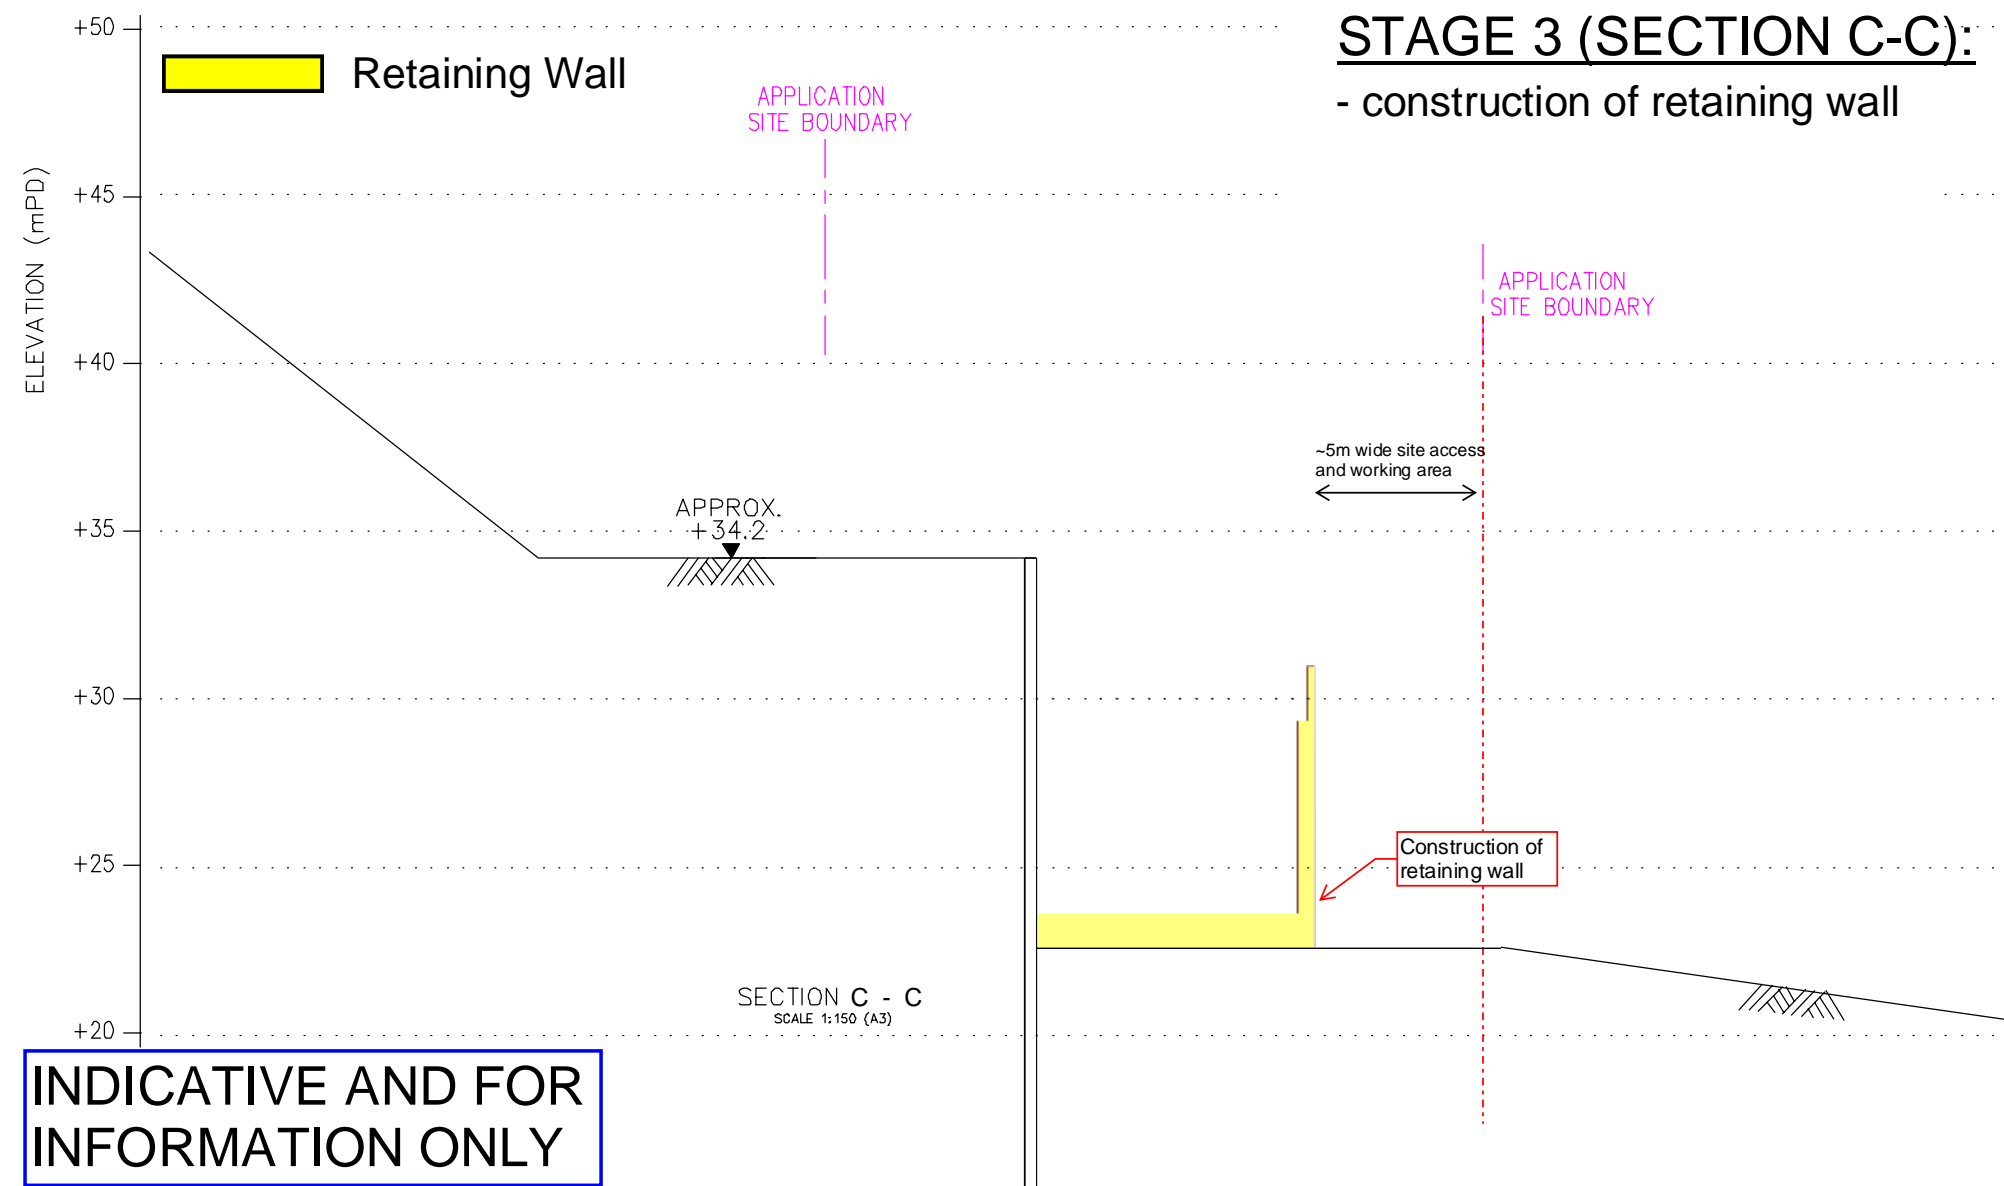 STAGE 3 (SECTION C-C):
- construction of retaining wall
Retaining Wall
APPLICATION
SITE BOUNDARY
APPLICATION
SITE BOUNDARY
ELEVATION (mPD)
+50
+45
+40
+35
+30
+25
+20
~5m wide site access
and working area
APPROX.
+34.2
Construction of
retaining wall
SECTION C - C
SCALE 1:150 (A3)
INDICATIVE AND FOR
INFORMATION ONLY